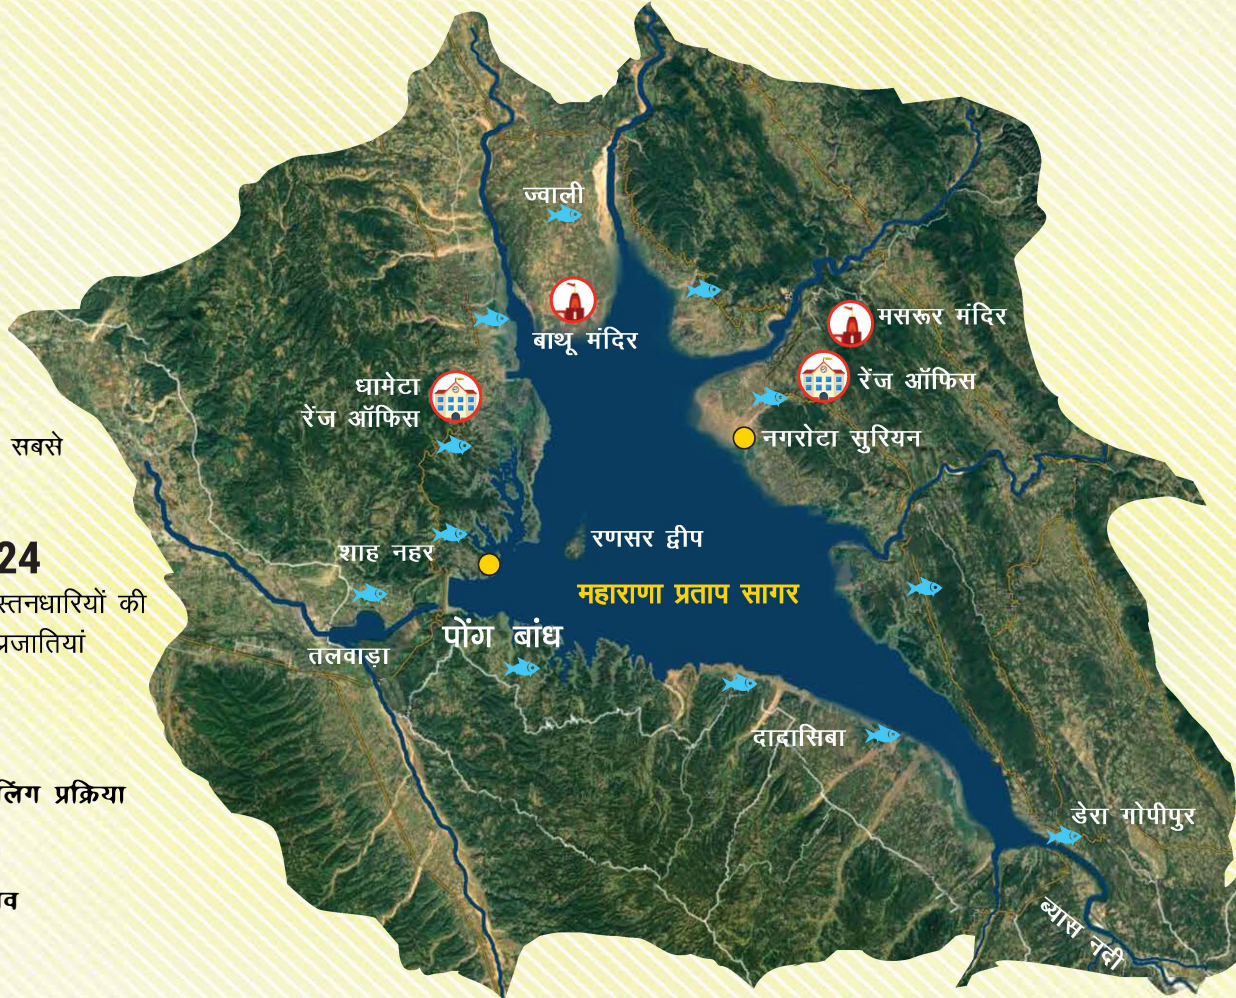 ज्वाली
बाथू मंदिर
मसरूर मंदिर
रेंज ऑफिस
धामेटा
रेंज ऑफिस
नगरोटा सुरियन
सबसे
रणसर द्वीप
शाह नहर
24
स्तनधारियों की
प्रजातियां
महाराणा प्रताप सागर
पोंग बांध
तलवाड़ा
दादासिबा
लिंग प्रक्रिया
डेरा गोपीपुर
ब्यास नदी